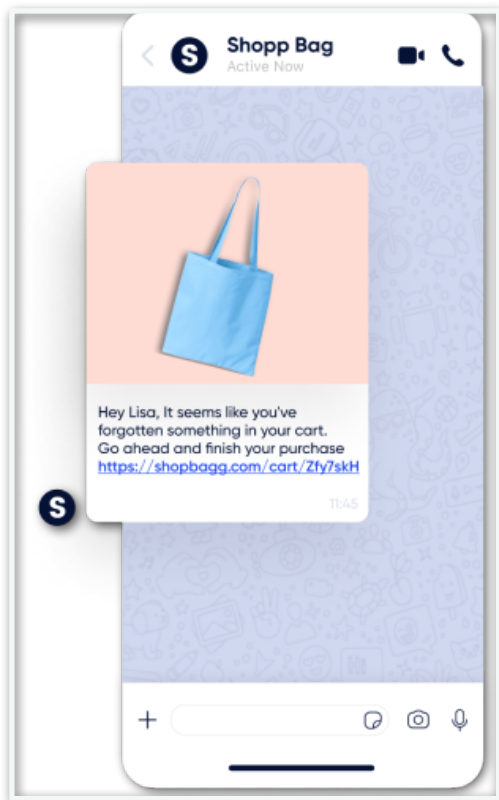 S
Shopp Bag
Active Now
Hey Lisa, It seems like you've
forgotten something in your cart.
Go ahead and finish your purchase
https://shopbagg.com/cart/Zfy7skH
11:45
S